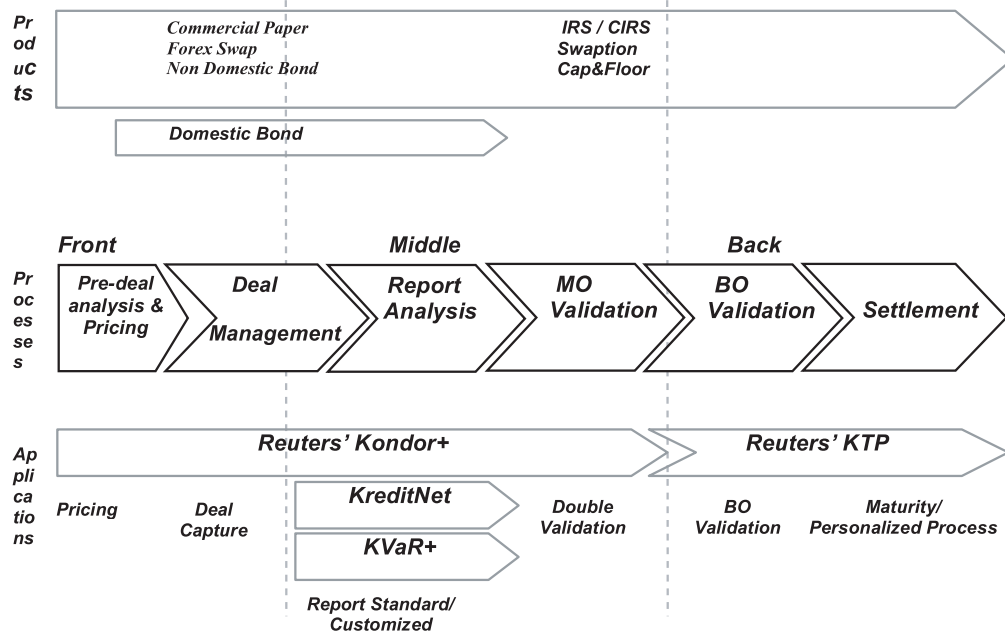 Pr
od
uc
ts
Commercial Paper
Forex Swap
Non Domestic Bond
IRS / CIRS
Swaption
Cap&Floor
Domestic Bond
Front
Middle
Back
Pr
oc
es
se
s
Pre-deal
analysis &
Pricing
Deal
Management
Report
Analysis
MO
Validation
BO
Validation
Settlement
Ap
pli
ca
tio
ns
Reuters' Kondor+
Reuters' KTP
KreditNet
KVaR+
Pricing
Deal
Capture
Double
Validation
BO
Validation
Maturity/
Personalized Process
Report Standard/
Customized